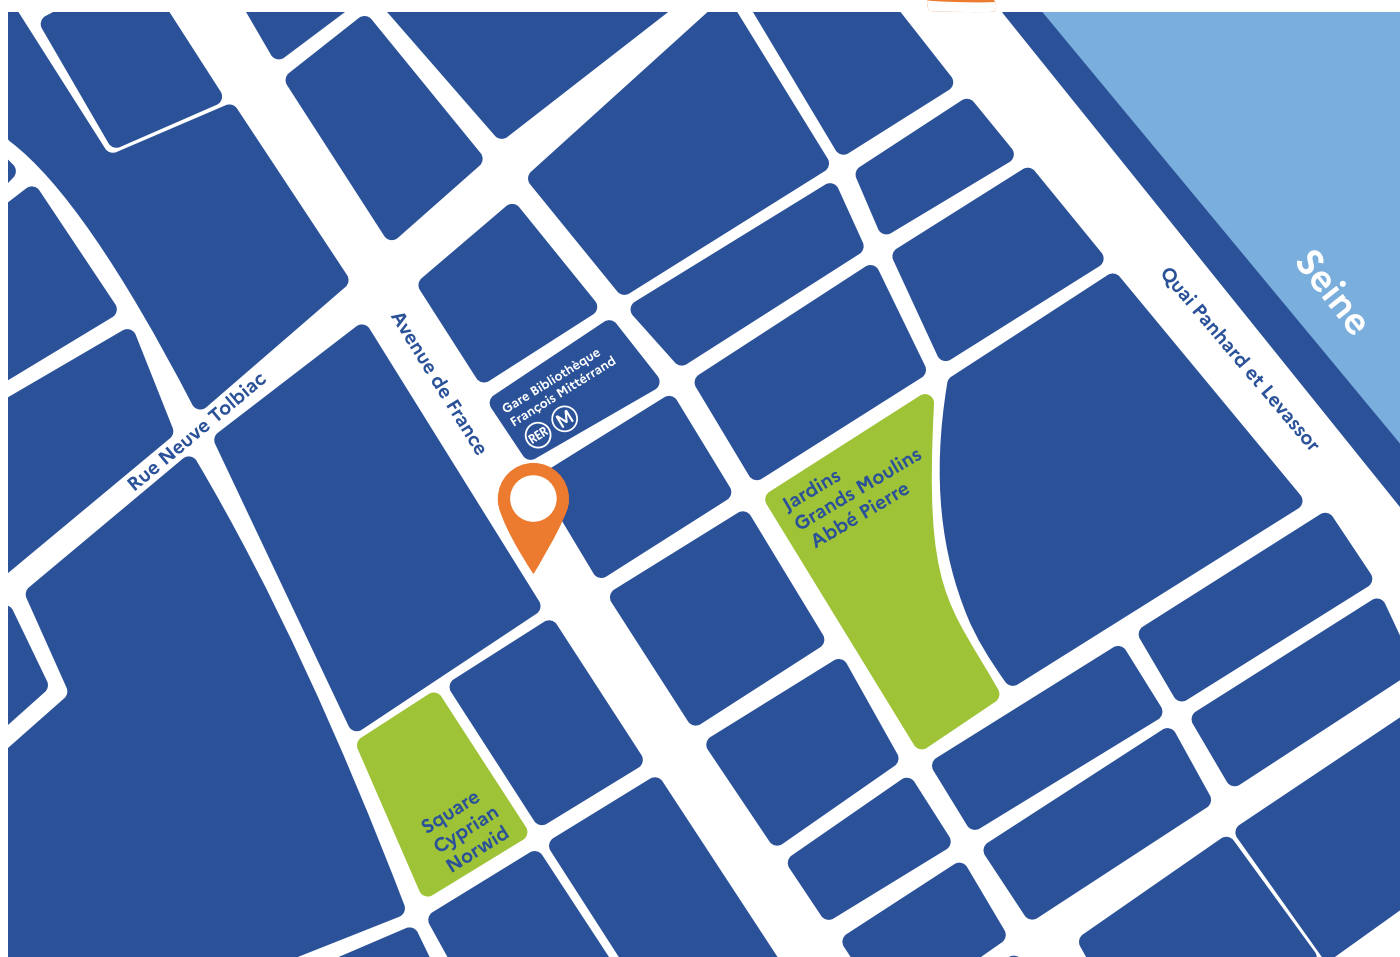 Seine
Quai Panhard et Levassor
Avenue de France
Gare Bibliothèque
François Mittérrand
RER M
Rue Neuve Tolbiac
Jardins
Grands Moulins
Abbé Pierre
Square
Cyprian
Norwid